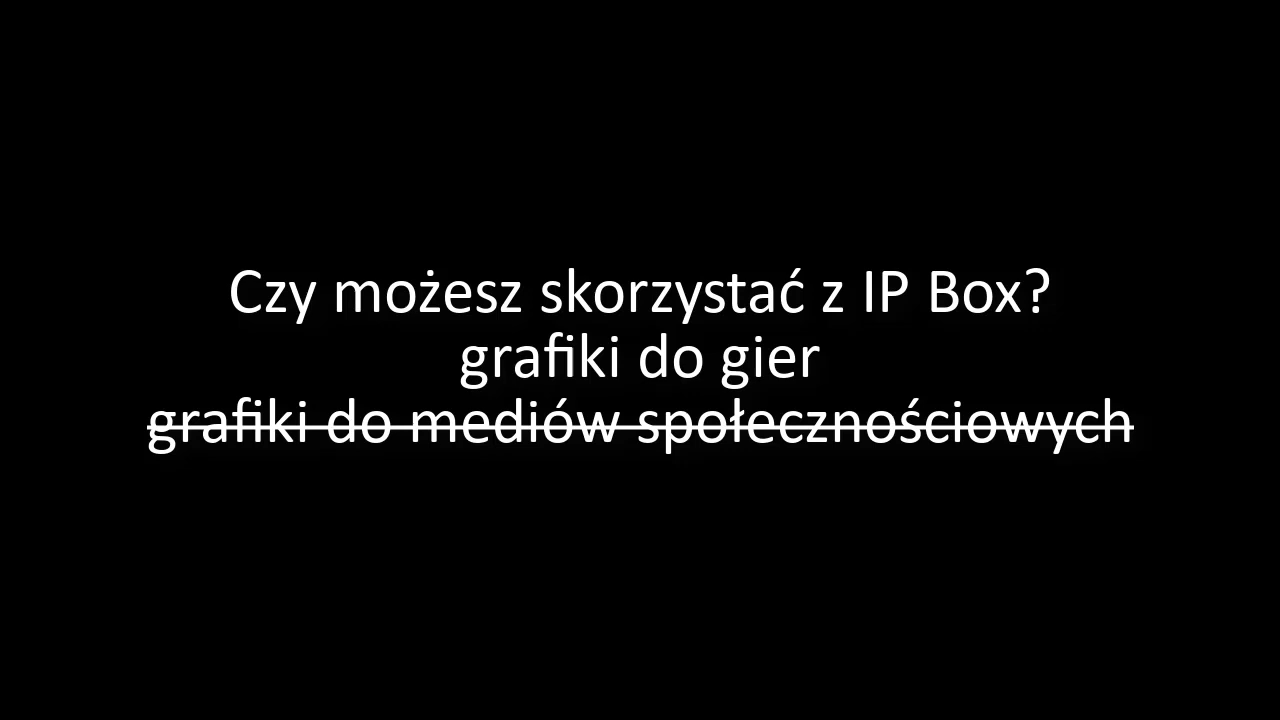 Czy możesz skorzystać z IP Box?
grafiki do gier
grafiki do mediów społecznościowych